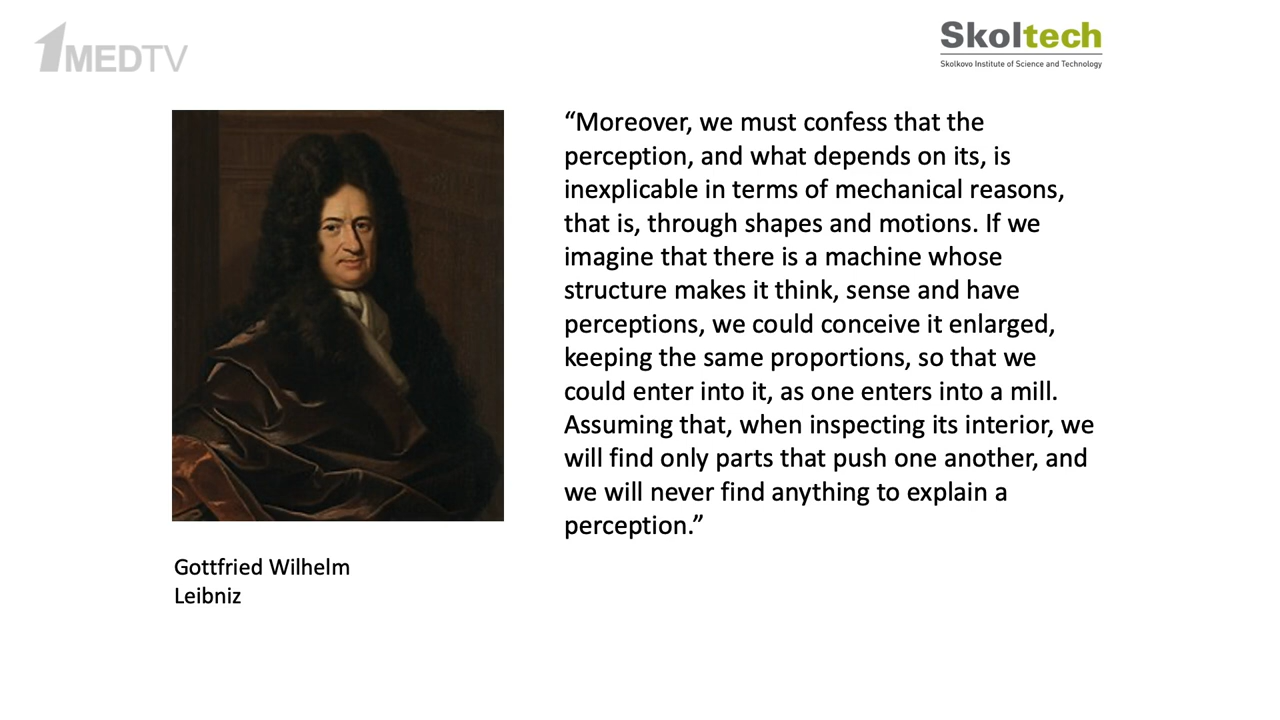 1MEDTV
Skoltech
Skolkovo Institute of Science and Technology
“Moreover, we must confess that the
perception, and what depends on its, is
inexplicable in terms of mechanical reasons,
that is, through shapes and motions. If we
imagine that there is a machine whose
structure makes it think, sense and have
perceptions, we could conceive it enlarged,
keeping the same proportions, so that we
could enter into it, as one enters into a mill.
Assuming that, when inspecting its interior, we
will find only parts that push one another, and
we will never find anything to explain a
perception.”
Gottfried Wilhelm
Leibniz